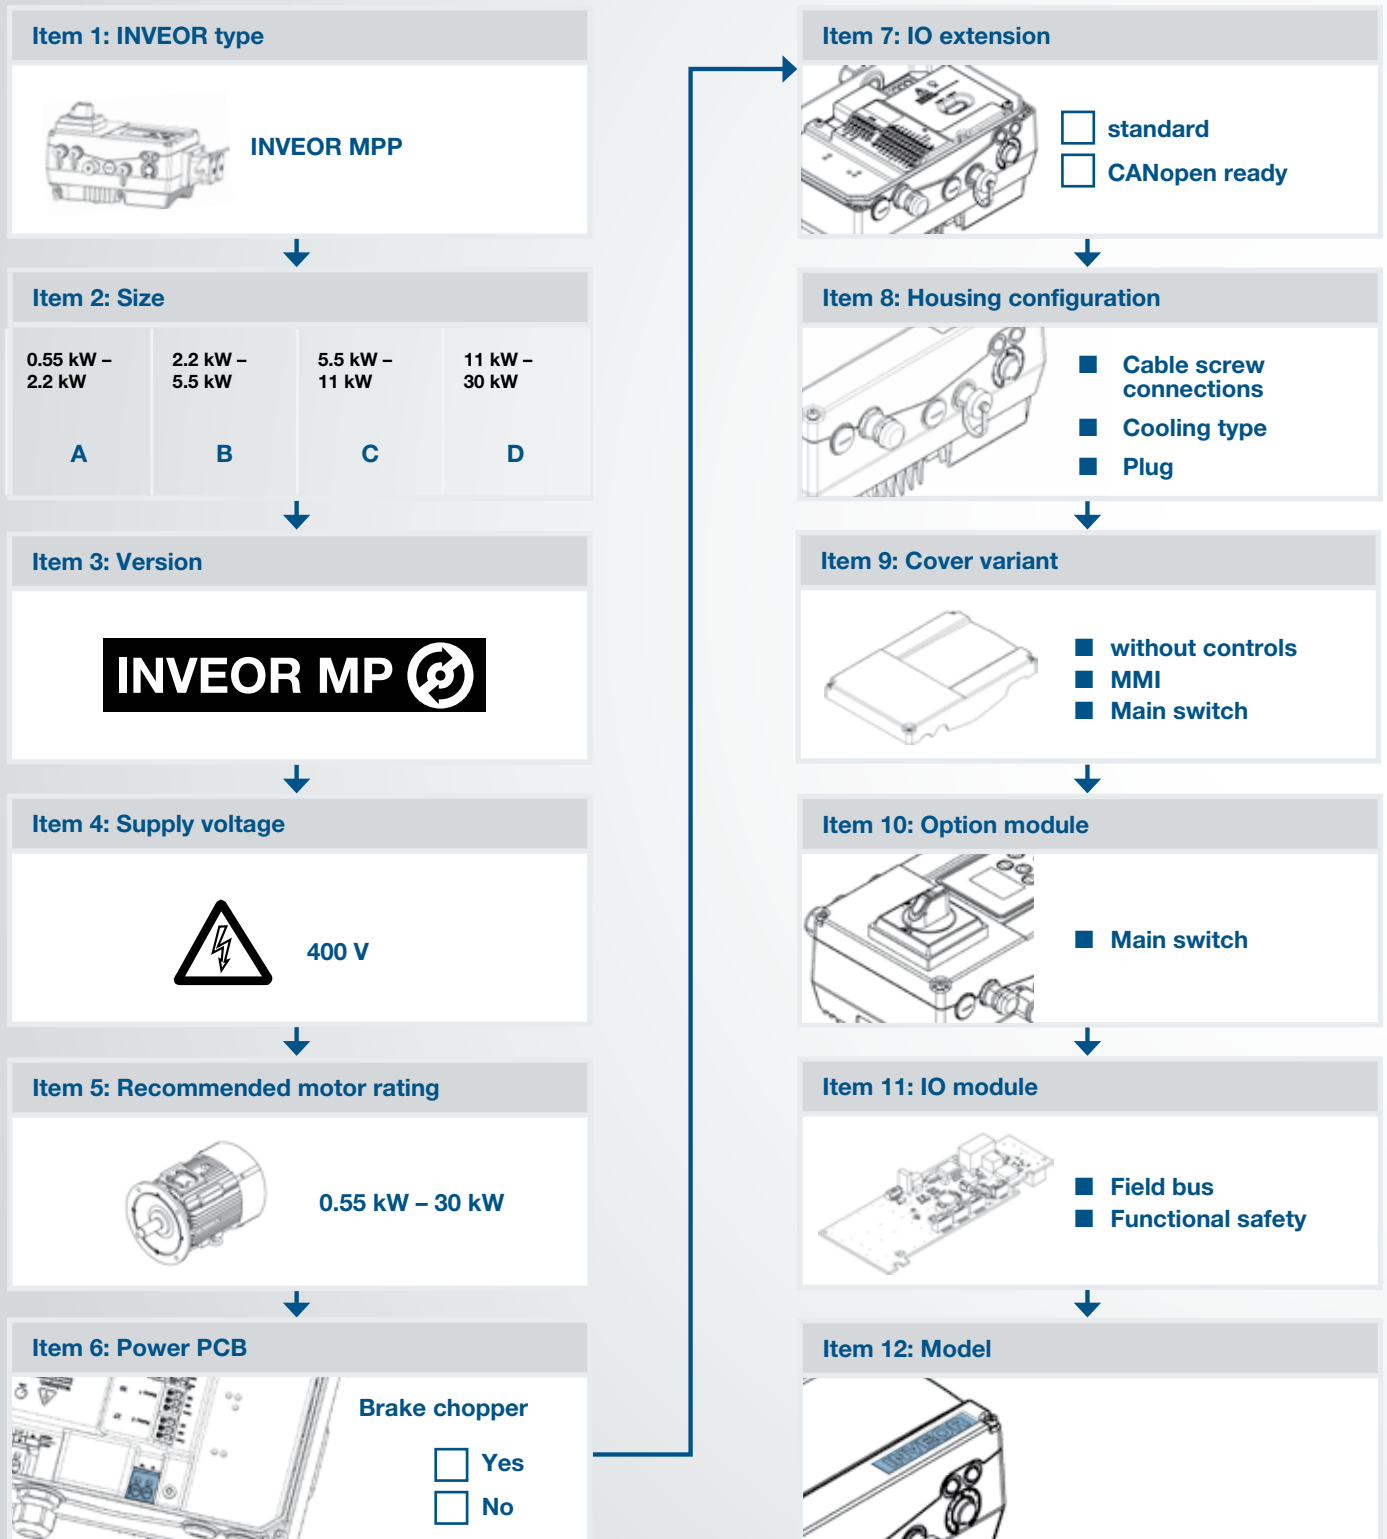 Item 1: INVEOR type
INVEOR MPP
Item 2: Size
0.55 kW –
2.2 kW
A
2.2 kW –
5.5 kW
B
5.5 kW –
11 kW
C
11 kW –
30 kW
D
Item 3: Version
INVEOR MP
Item 4: Supply voltage
400 V
Item 5: Recommended motor rating
0.55 kW – 30 kW
Item 6: Power PCB
Brake chopper
Yes
No
Item 7: IO extension
standard
CANopen ready
Item 8: Housing configuration
Cable screw
connections
Cooling type
Plug
Item 9: Cover variant
without controls
MMI
Main switch
Item 10: Option module
Main switch
Item 11: IO module
Field bus
Functional safety
Item 12: Model
INVEOR